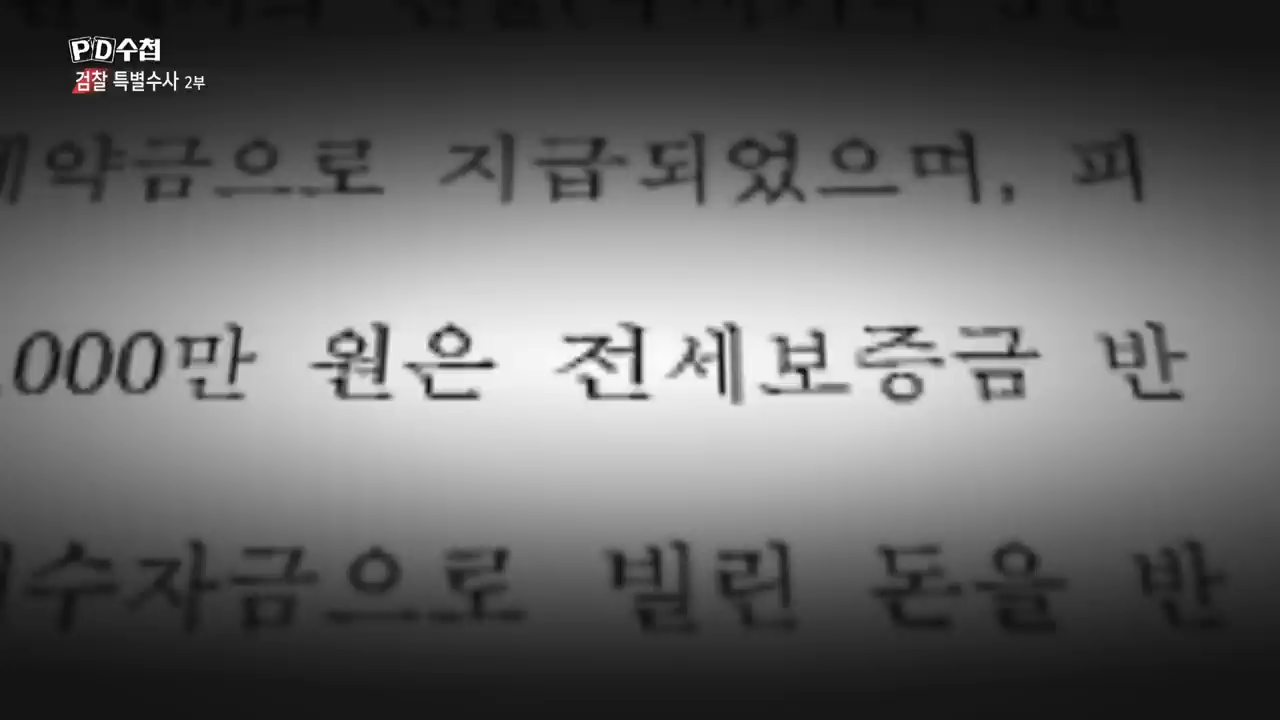 PD수첩
검찰 특별수사 2부
계약금으로 지급되었으며, 피
000만 원은 전세보증금 반
수자금으로 빌린 돈을 반